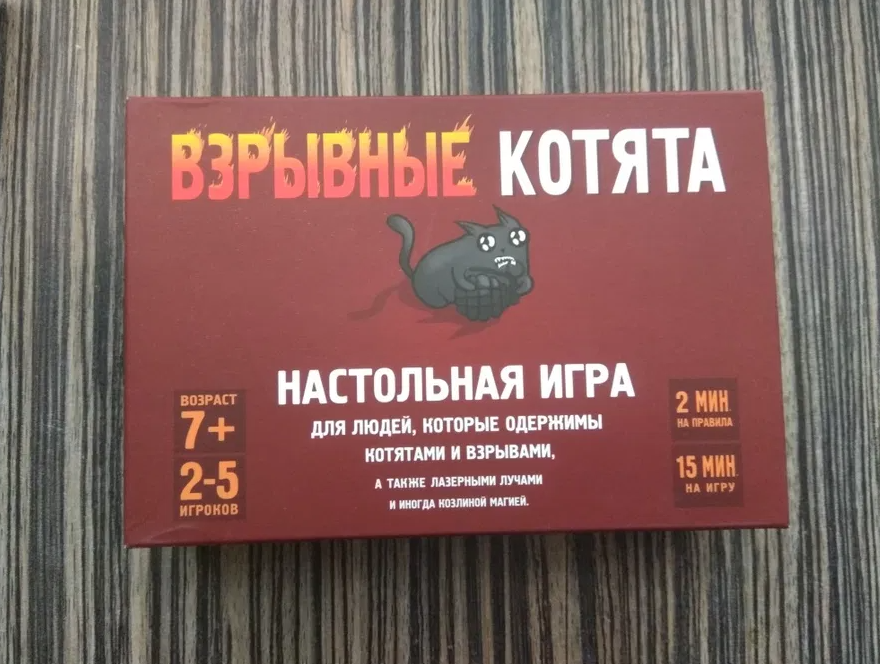 ВЗРЫВНЫЕ КОТЯТА
НАСТОЛЬНАЯ ИГРА
ДЛЯ ЛЮДЕЙ, КОТОРЫЕ ОДЕРЖИМЫ
КОТЯТАМИ И ВЗРЫВАМИ,
А ТАКЖЕ ЛАЗЕРНЫМИ ЛУЧАМИ
И ИНОГДА КОЗЛИНОЙ МАГИЕЙ.
ВОЗРАСТ
7+
2-5
ИГРОКОВ
2 МИН
НА ПРАВИЛА
15 МИН
НА ИГРУ